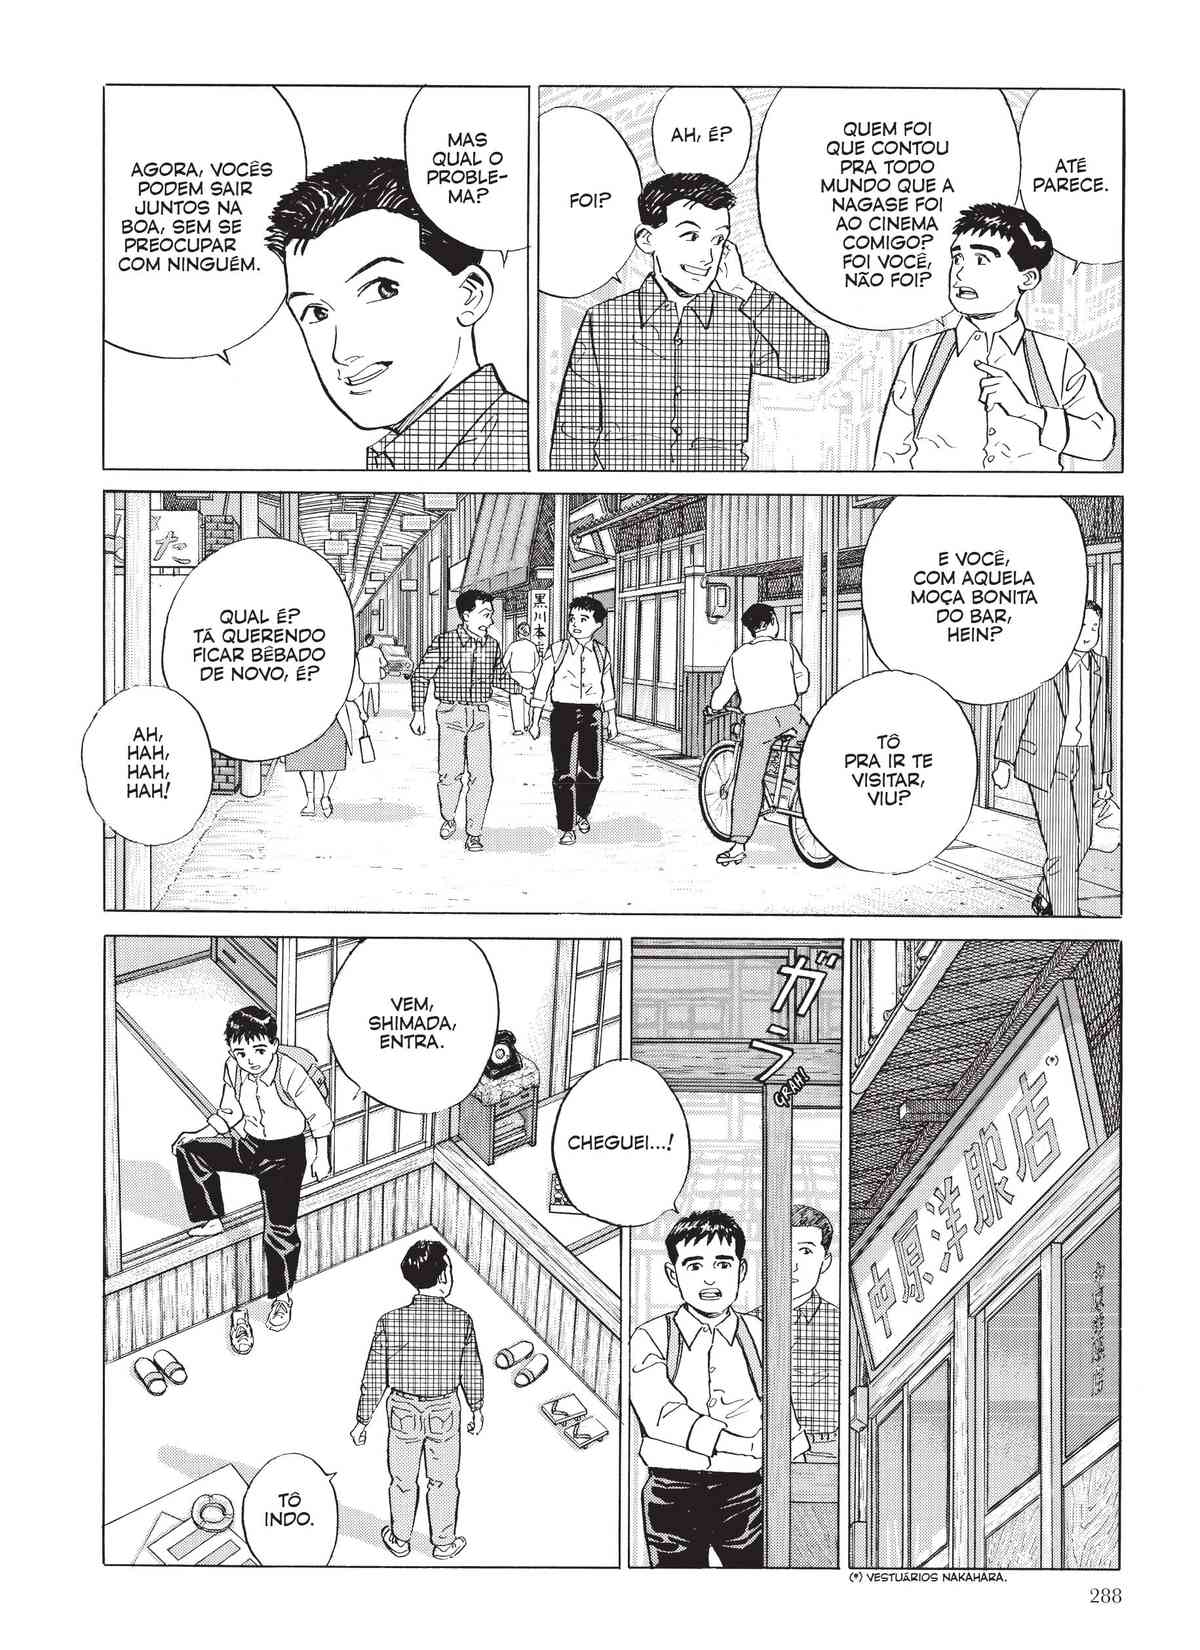 ATÉ
PARECE.
QUEM FOI
QUE CONTOU
PRA TODO
MUNDO QUE A
NAGASE FOI
AO CINEMA
COMIGO?
FOI VOCÊ,
NÃO FOI?
AH, É?
FOI?
MAS
QUAL O
PROBLE-
MA?
AGORA, VOCÊS
PODEM SAIR
JUNTOS NA
BOA, SEM SE
PREOCUPAR
COM NINGUÉM.
E VOCÊ,
COM AQUELA
MOÇA BONITA
DO BAR,
HEIN?
TÔ
PRA IR TE
VISITAR,
VIU?
黒川本
QUAL É?
TÁ QUERENDO
FICAR BÊBADO
DE NOVO, É?
AH,
HAH,
HAH,
HAH!
た
中原洋服店
(*)
(*) VESTUÁRIOS NAKAHARA.
ガラ
GRAH!
CHEGUEI...!
VEM,
SHIMADA,
ENTRA.
TÔ
INDO.
288